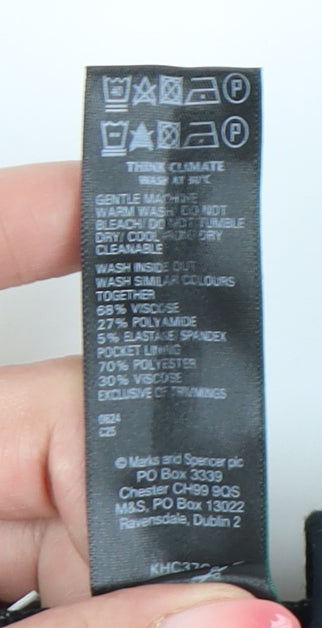 P
P
THINK CLIMATE
WASH AT 30°C
GENTLE MACHINE
WARM WASH DO NOT
BLEACH/ DO NOT TUMBLE
DRY/ COOL IRON/ DRY
CLEANABLE
WASH INSIDE OUT
WASH SIMILAR COLOURS
TOGETHER
68% VISCOSE
27% POLYAMIDE
5% ELASTANE/SPANDEX
POCKET LINING
70% POLYESTER
30% VISCOSE
EXCLUSIVE OF TRIMMINGS
0624
C25
© Marks and Spencer plc
PO Box 3339
Chester CH99 9QS
M&S, PO Box 13022
Ravensdale, Dublin 2